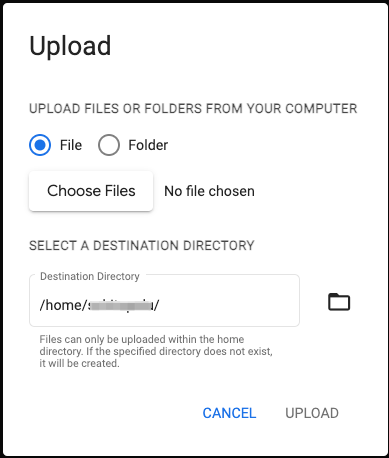 Upload
UPLOAD FILES OR FOLDERS FROM YOUR COMPUTER
File Folder
Choose Files No file chosen
SELECT A DESTINATION DIRECTORY
Destination Directory
/home/
Files can only be uploaded within the home
directory. If the specified directory does not exist,
it will be created.
CANCEL UPLOAD